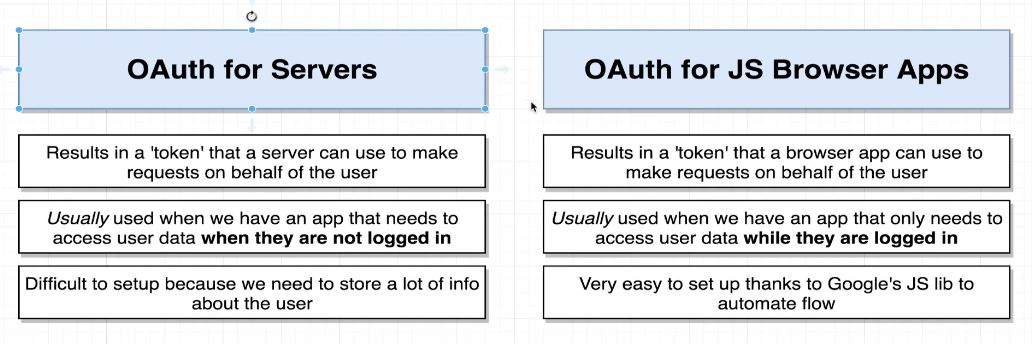 OAuth for Servers
Results in a 'token' that a server can use to make
requests on behalf of the user
Usually used when we have an app that needs to
access user data when they are not logged in
Difficult to setup because we need to store a lot of info
about the user
OAuth for JS Browser Apps
Results in a 'token' that a browser app can use to
make requests on behalf of the user
Usually used when we have an app that only needs to
access user data while they are logged in
Very easy to set up thanks to Google's JS lib to
automate flow